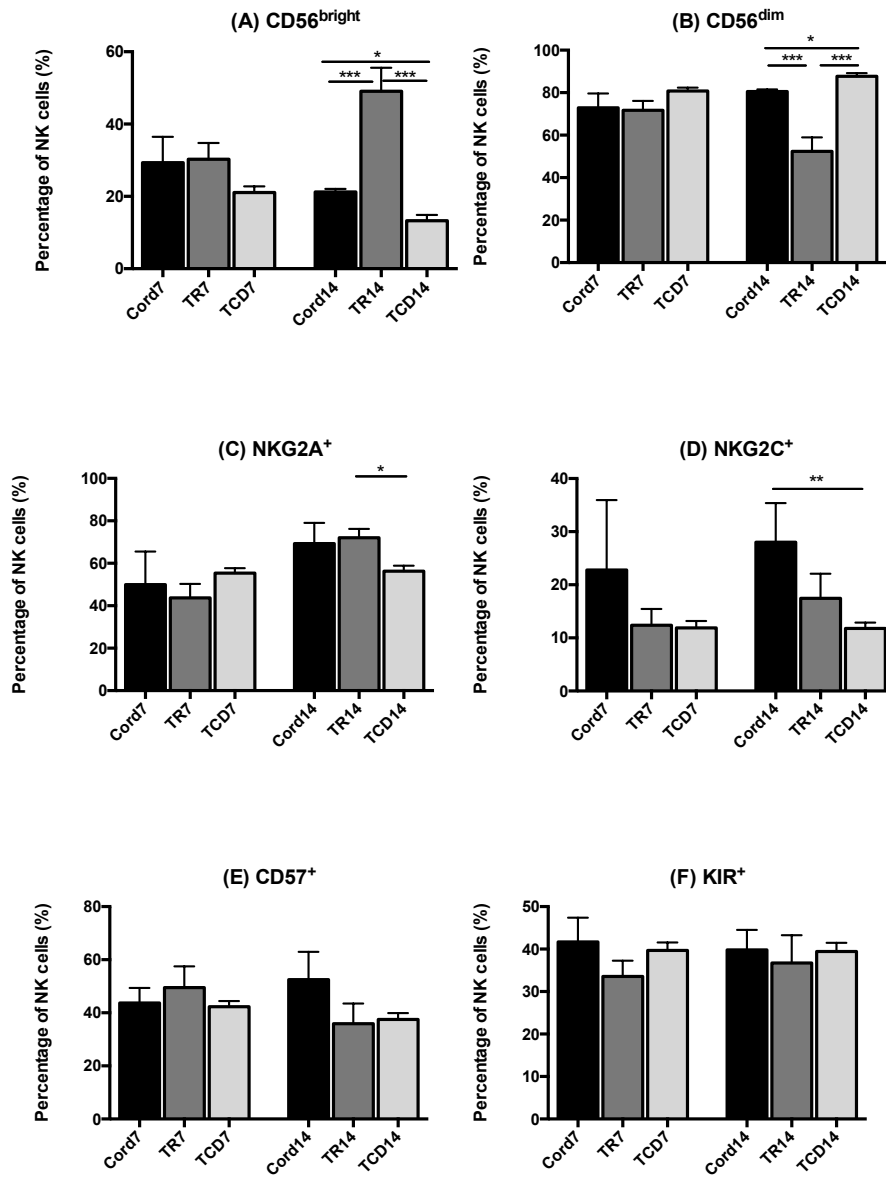 (A) CD56bright
Percentage of NK cells (%)
60
40
20
0
*
*** ***
Cord7 TR7 TCD7 Cord14 TR14 TCD14
(B) CD56dim
Percentage of NK cells (%)
100
80
60
40
20
0
*
*** ***
Cord7 TR7 TCD7 Cord14 TR14 TCD14
(C) NKG2A+
Percentage of NK cells (%)
100
80
60
40
20
0
*
Cord7 TR7 TCD7 Cord14 TR14 TCD14
(D) NKG2C+
Percentage of NK cells (%)
40
30
20
10
0
**
Cord7 TR7 TCD7 Cord14 TR14 TCD14
(E) CD57+
Percentage of NK cells (%)
80
60
40
20
0
Cord7 TR7 TCD7 Cord14 TR14 TCD14
(F) KIR+
Percentage of NK cells (%)
50
40
30
20
10
0
Cord7 TR7 TCD7 Cord14 TR14 TCD14